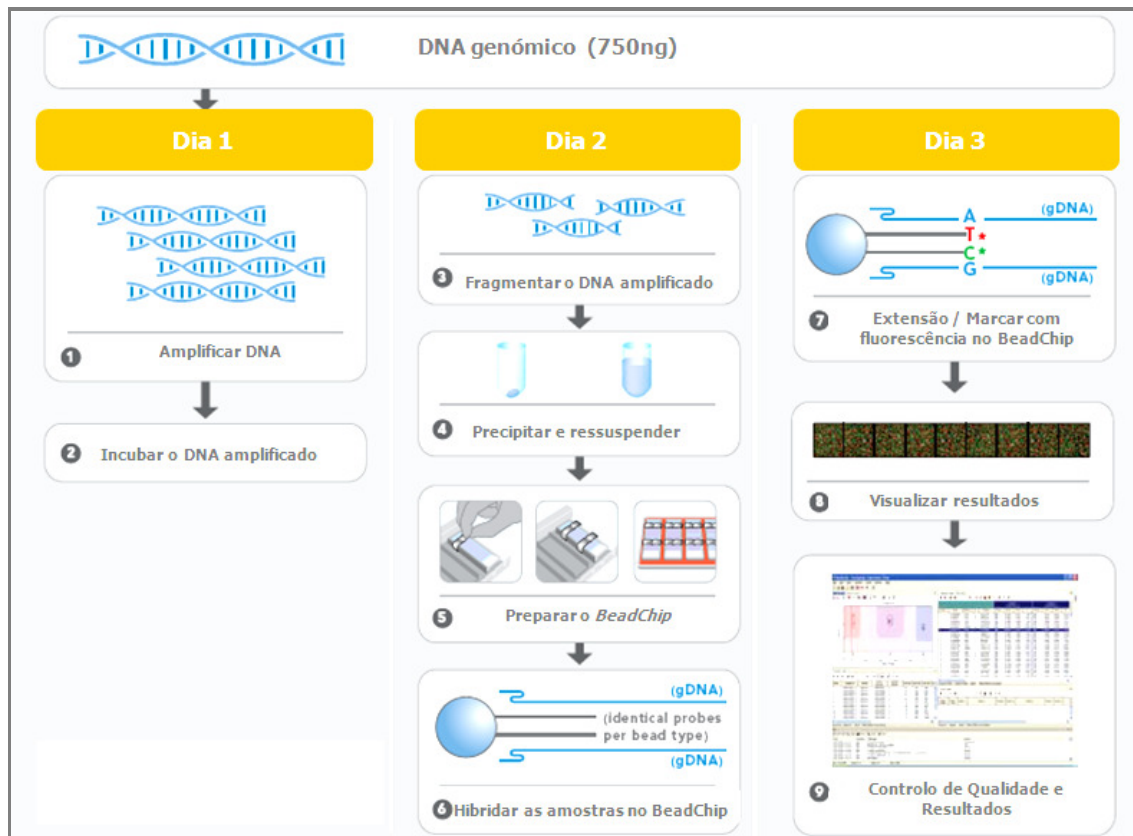 DNA genómico (750ng)
Dia 1
1 Amplificar DNA
2 Incubar o DNA amplificado
Dia 2
3 Fragmentar o DNA amplificado
4 Precipitar e ressuspender
5 Preparar o BeadChip
(gDNA)
(identical probes
per bead type)
(gDNA)
6 Hibridar as amostras no BeadChip
Dia 3
A (gDNA)
T*
C*
G (gDNA)
7 Extensão / Marcar com
fluorescência no BeadChip
8 Visualizar resultados
9 Controlo de Qualidade e
Resultados